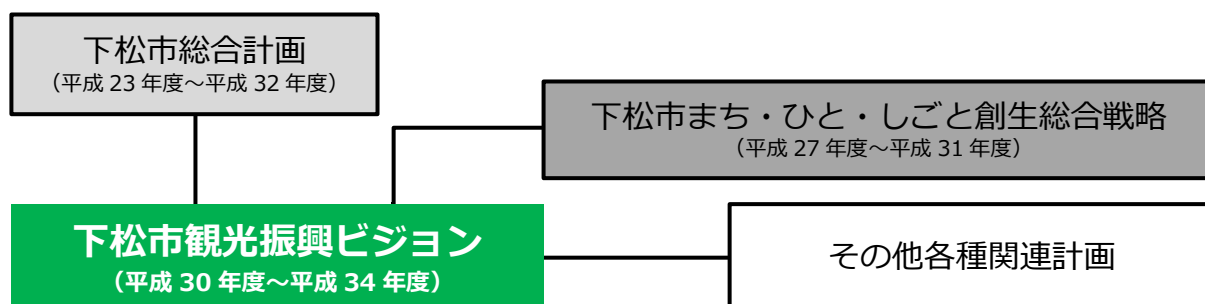 下松市総合計画
（平成 23 年度～平成 32 年度）
下松市まち・ひと・しごと創生総合戦略
（平成 27 年度～平成 31 年度）
下松市観光振興ビジョン
（平成 30 年度～平成 34 年度）
その他各種関連計画